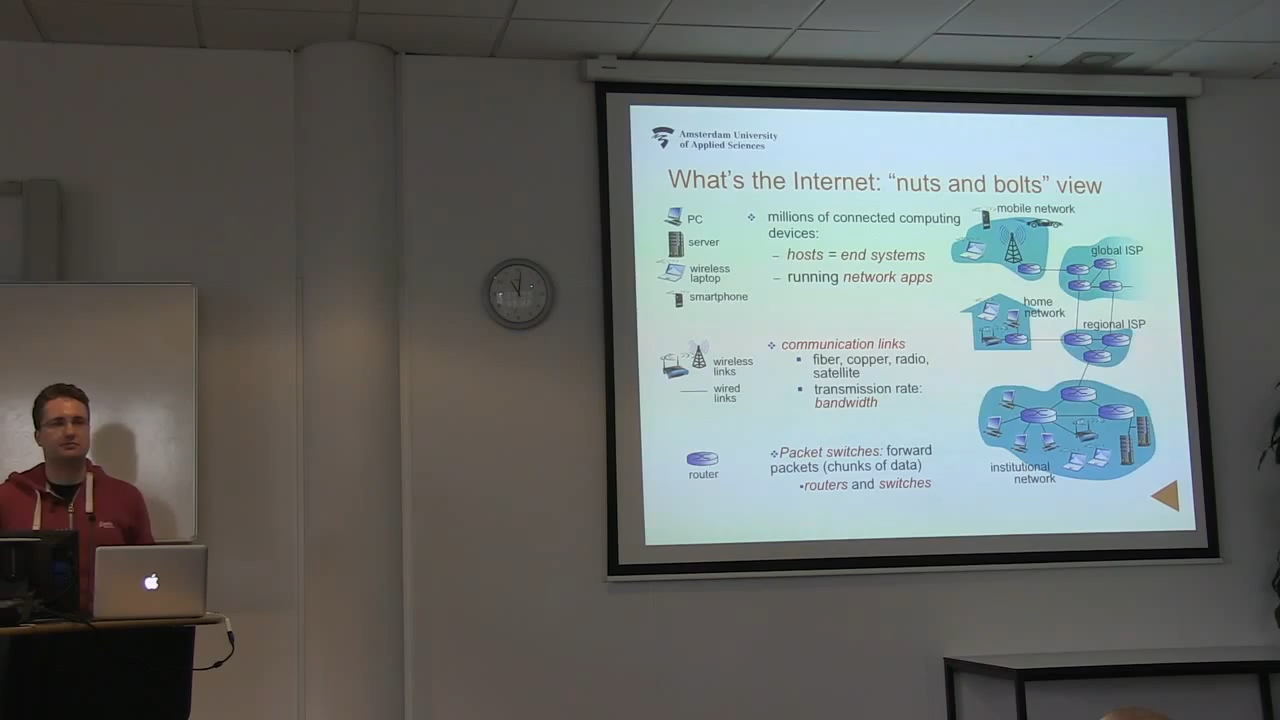 Amsterdam University
of Applied Sciences
What's the Internet: “nuts and bolts” view
PC
server
wireless
laptop
smartphone
❖ millions of connected computing
devices:
– hosts = end systems
– running network apps
wireless
links
wired
links
❖ communication links
▪ fiber, copper, radio,
satellite
▪ transmission rate:
bandwidth
router
❖Packet switches: forward
packets (chunks of data)
▪routers and switches
mobile network
global ISP
home
network
regional ISP
institutional
network